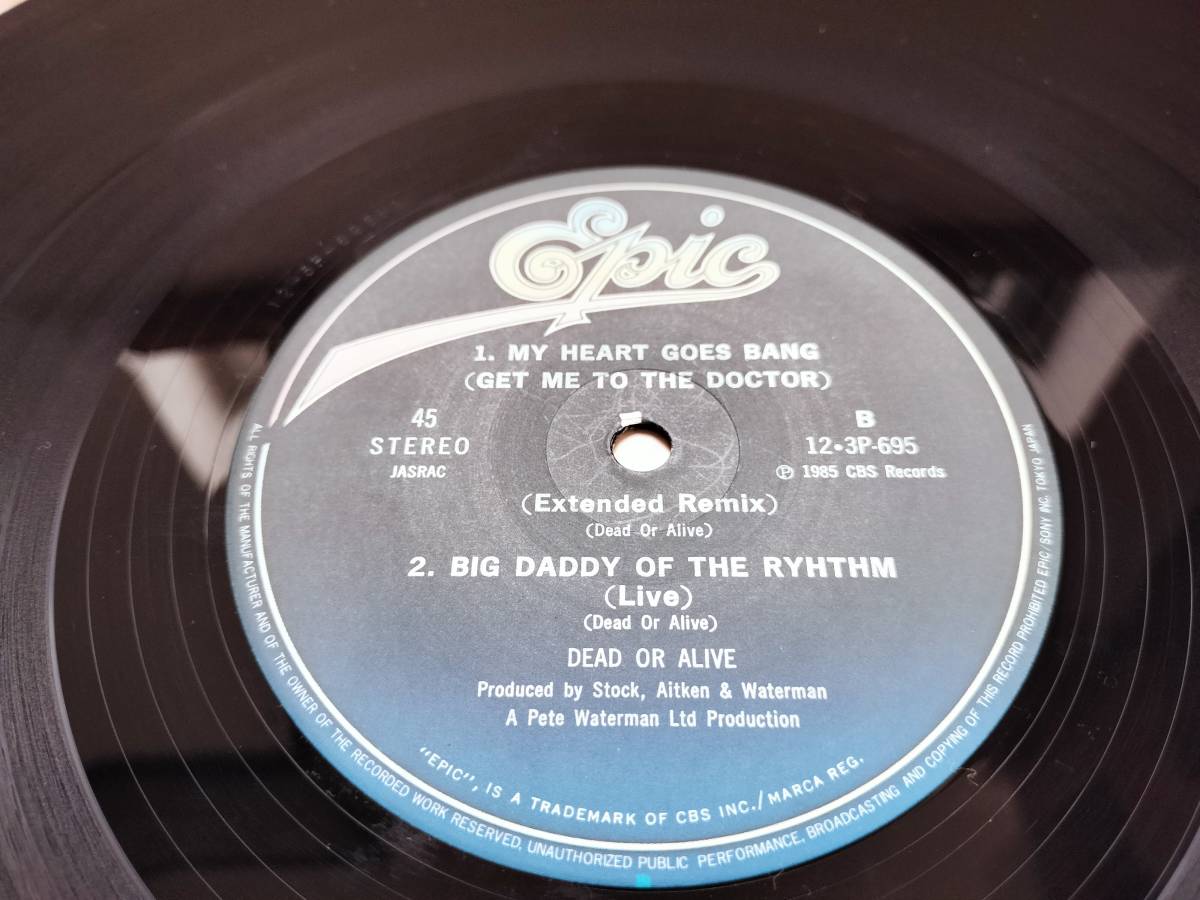 Epic
1. MY HEART GOES BANG
(GET ME TO THE DOCTOR)
45
STEREO
JASRAC
B
12•3P-695
Ⓟ 1985 CBS Records
(Extended Remix)
(Dead Or Alive)
2. BIG DADDY OF THE RYHTHM
(Live)
(Dead Or Alive)
DEAD OR ALIVE
Produced by Stock, Aitken & Waterman
A Pete Waterman Ltd Production
"EPIC", IS A TRADEMARK OF CBS INC./MARCA REG.
ALL RIGHTS OF THE MANUFACTURER AND OF THE OWNER OF THE RECORDED WORK RESERVED. UNAUTHORIZED PUBLIC PERFORMANCE, BROADCASTING AND COPYING OF THIS RECORD PROHIBITED EPIC/SONY INC. TOKYO JAPAN